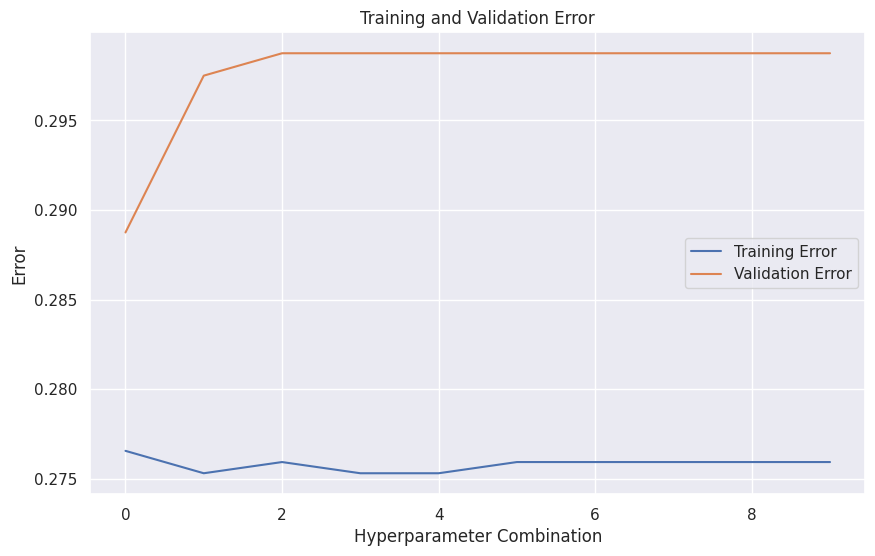 Training and Validation Error
0.295
0.290
0.285
0.280
0.275
Error
Training Error
Validation Error
0 2 4 6 8
Hyperparameter Combination